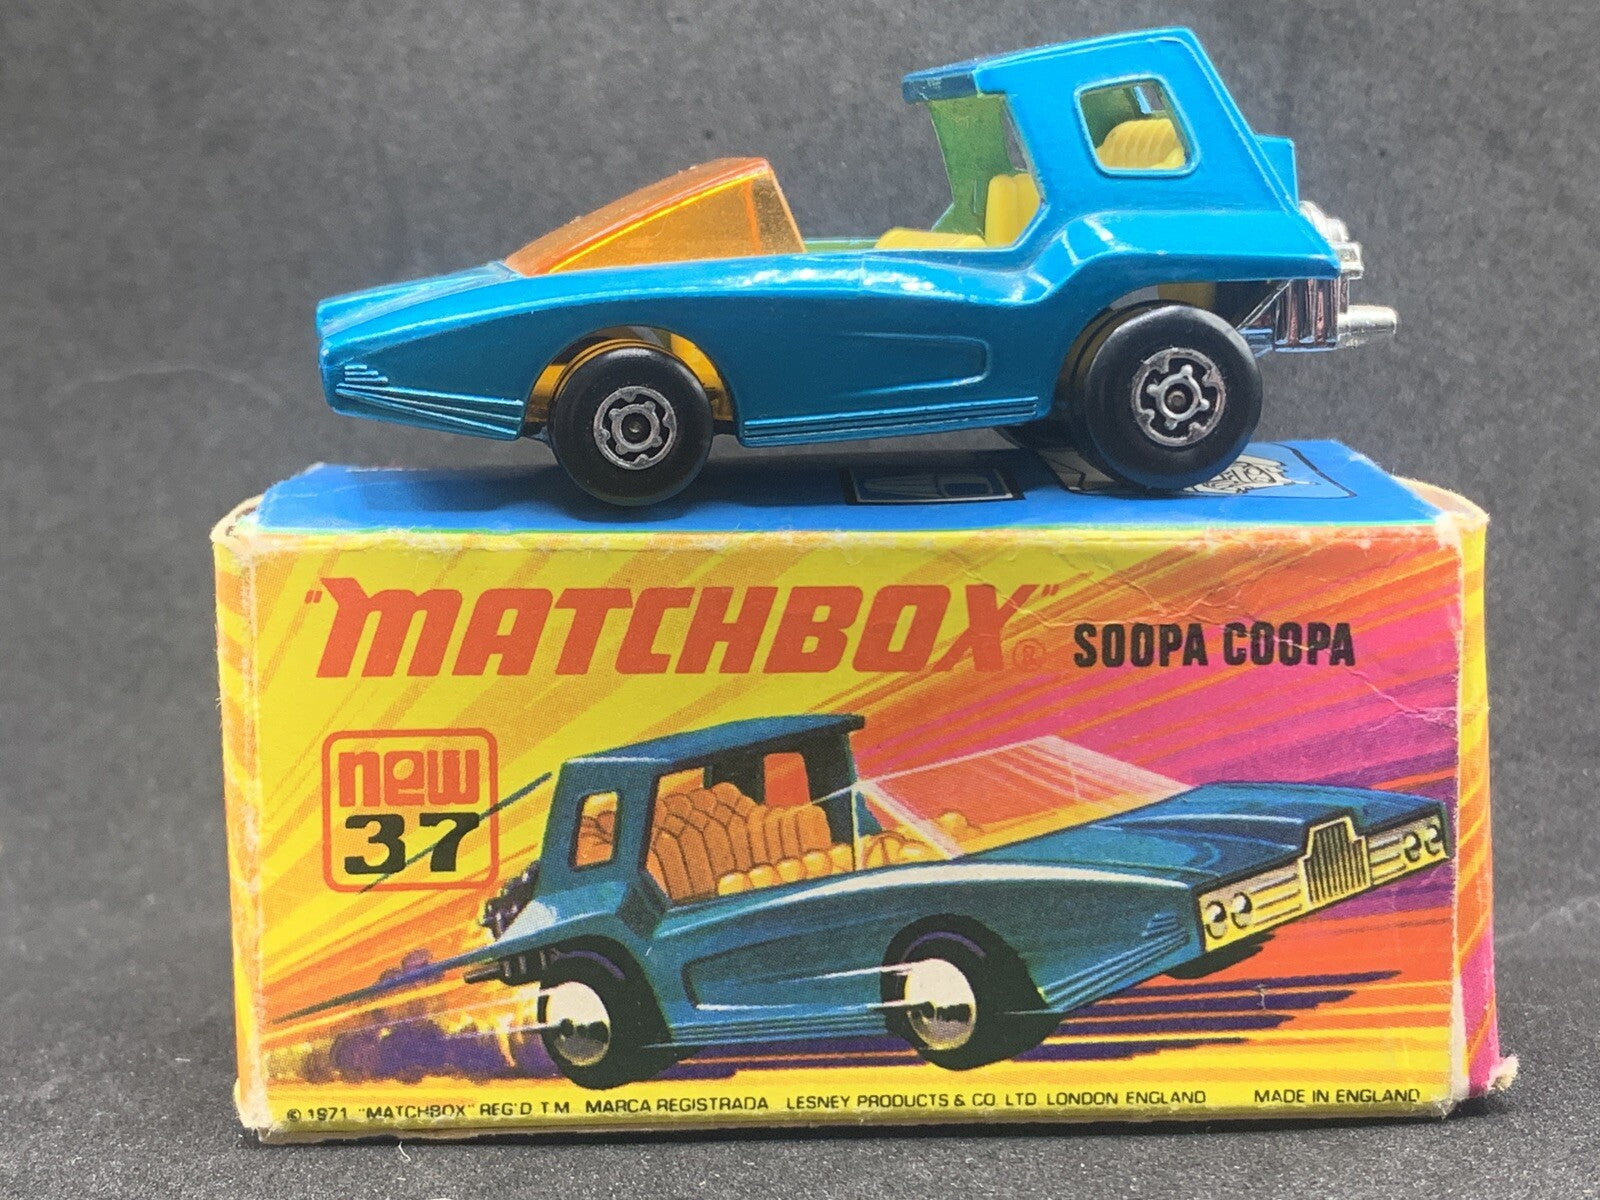 "MATCHBOX"® SOOPA COOPA
new
37
© 1971 "MATCHBOX" REG'D T.M. MARCA REGISTRADA LESNEY PRODUCTS & CO. LTD. LONDON ENGLAND MADE IN ENGLAND